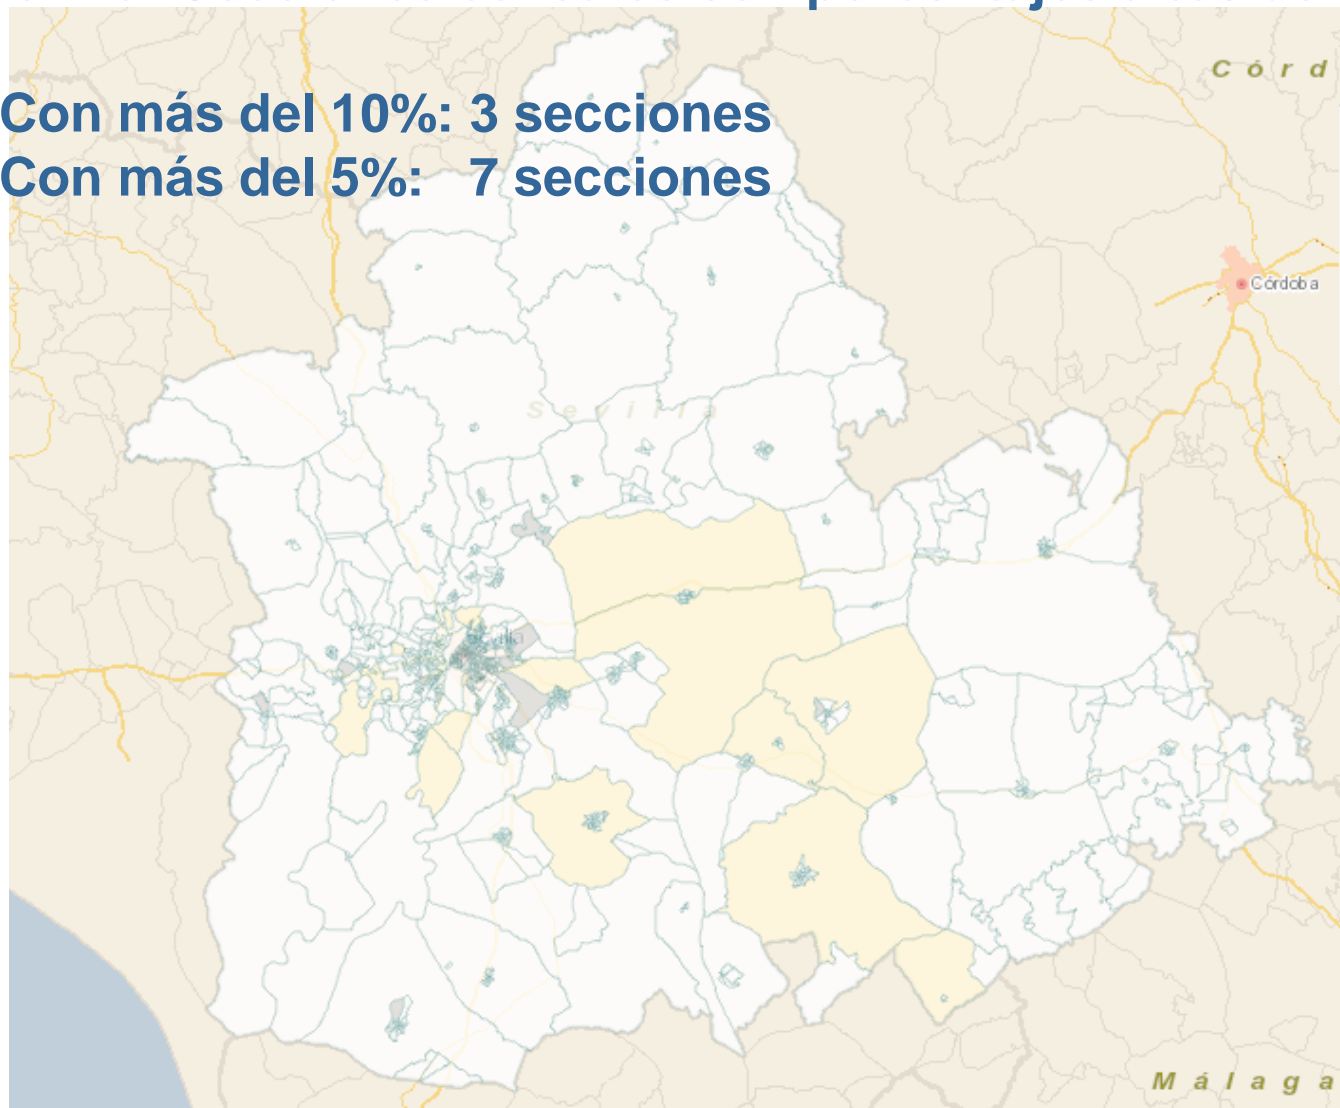 Córd
Con más del 10%: 3 secciones
Con más del 5%: 7 secciones
Córdoba
Sevilla
Sevilla
Málaga